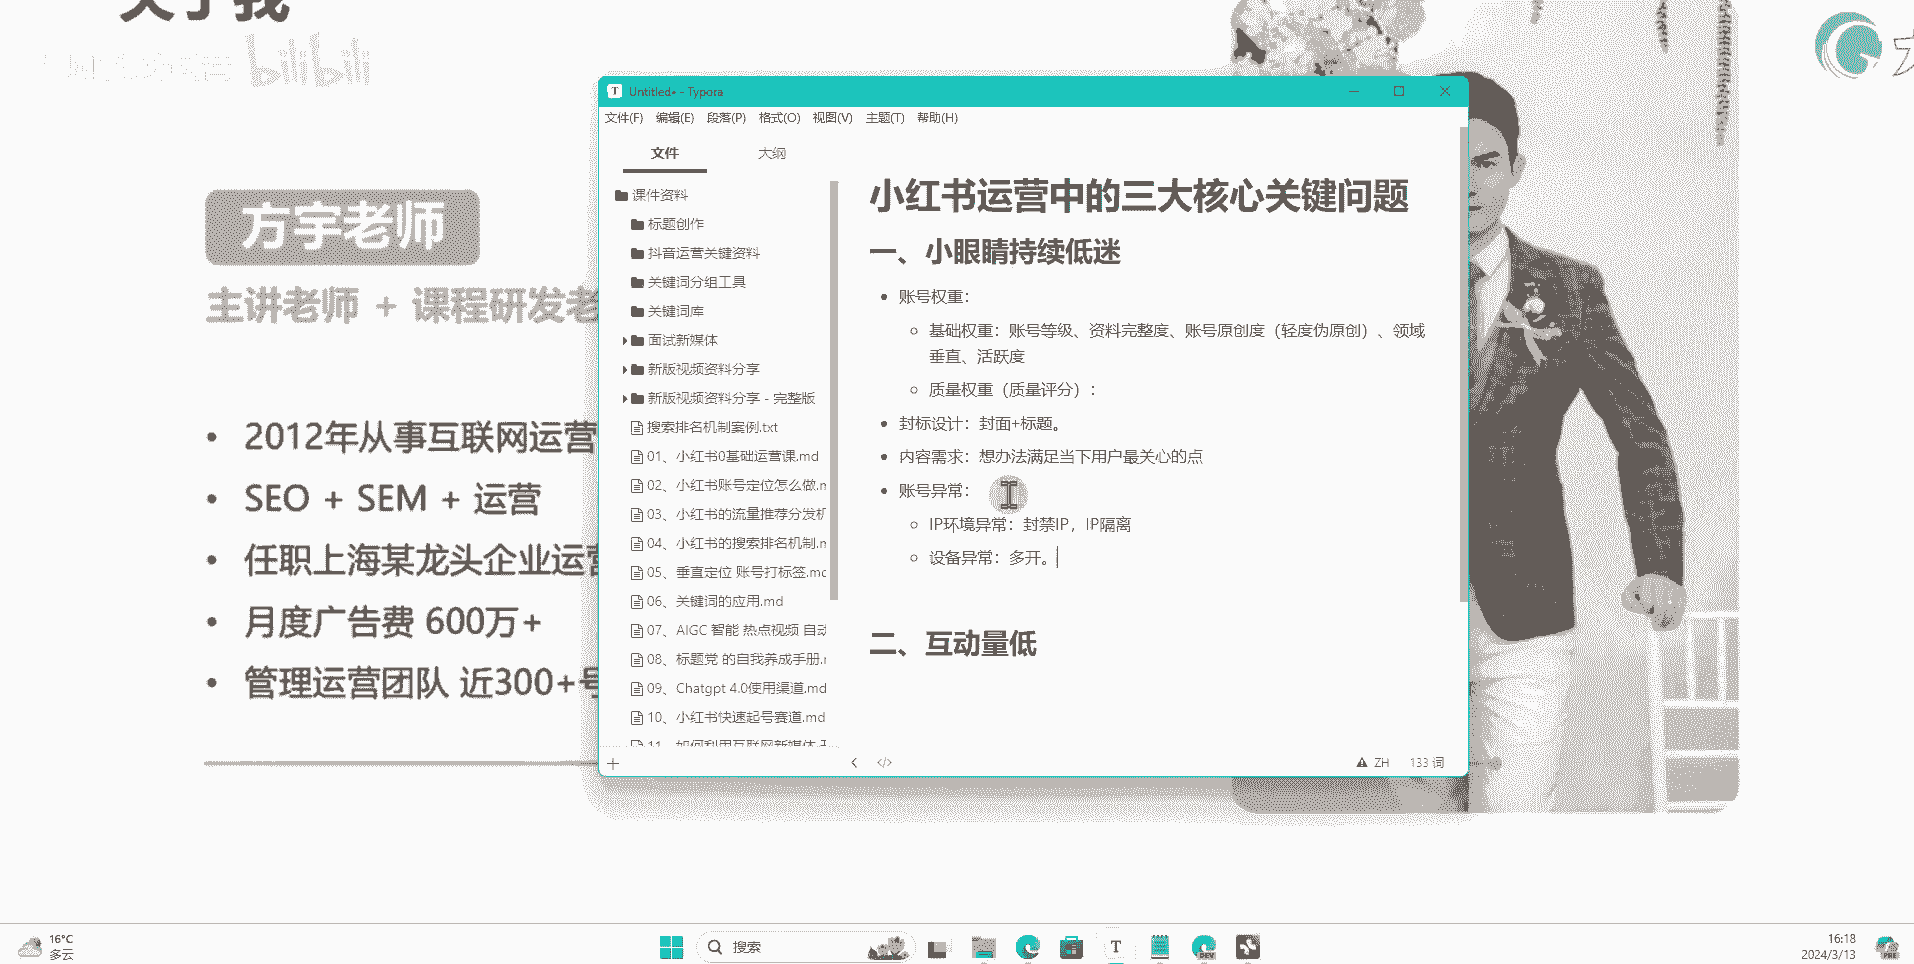 关于我
bilibili
方宇老师
主讲老师 + 课程研发老
2012年从事互联网运营
SEO + SEM + 运营
任职上海某龙头企业运营
月度广告费 600万+
管理运营团队 近300+号
Untitled• - Typora
文件(F) 编辑(E) 段落(P) 格式(O) 视图(V) 主题(T) 帮助(H)
文件 大纲
课件资料
标题创作
抖音运营关键资料
关键词分组工具
关键词库
面试新媒体
新版视频资料分享
新版视频资料分享 - 完整版
搜索排名机制案例.txt
01、小红书0基础运营课.md
02、小红书账号定位怎么做.m
03、小红书的流量推荐分发机
04、小红书的搜索排名机制.m
05、垂直定位 账号打标签.md
06、关键词的应用.md
07、AIGC 智能 热点视频 自动
08、标题党 的自我养成手册.m
09、Chatgpt 4.0使用渠道.md
10、小红书快速起号赛道.md
11、如何利用互联网新媒体-
小红书运营中的三大核心关键问题
一、小眼睛持续低迷
账号权重：
基础权重：账号等级、资料完整度、账号原创度（轻度伪原创）、领域
垂直、活跃度
质量权重（质量评分）：
封标设计：封面+标题。
内容需求：想办法满足当下用户最关心的点
账号异常：
IP环境异常：封禁IP，IP隔离
设备异常：多开。
二、互动量低
ZH 133 词
16°C
多云
搜索
16:18
2024/3/13